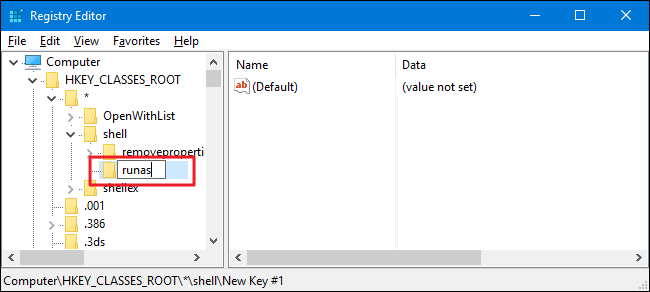 Registry Editor
File Edit View Favorites Help
Computer
HKEY_CLASSES_ROOT
*
OpenWithList
shell
removeproperti
runas
shellex
.001
.386
.3ds
Name Data
ab (Default) (value not set)
Computer\HKEY_CLASSES_ROOT\*\shell\New Key #1